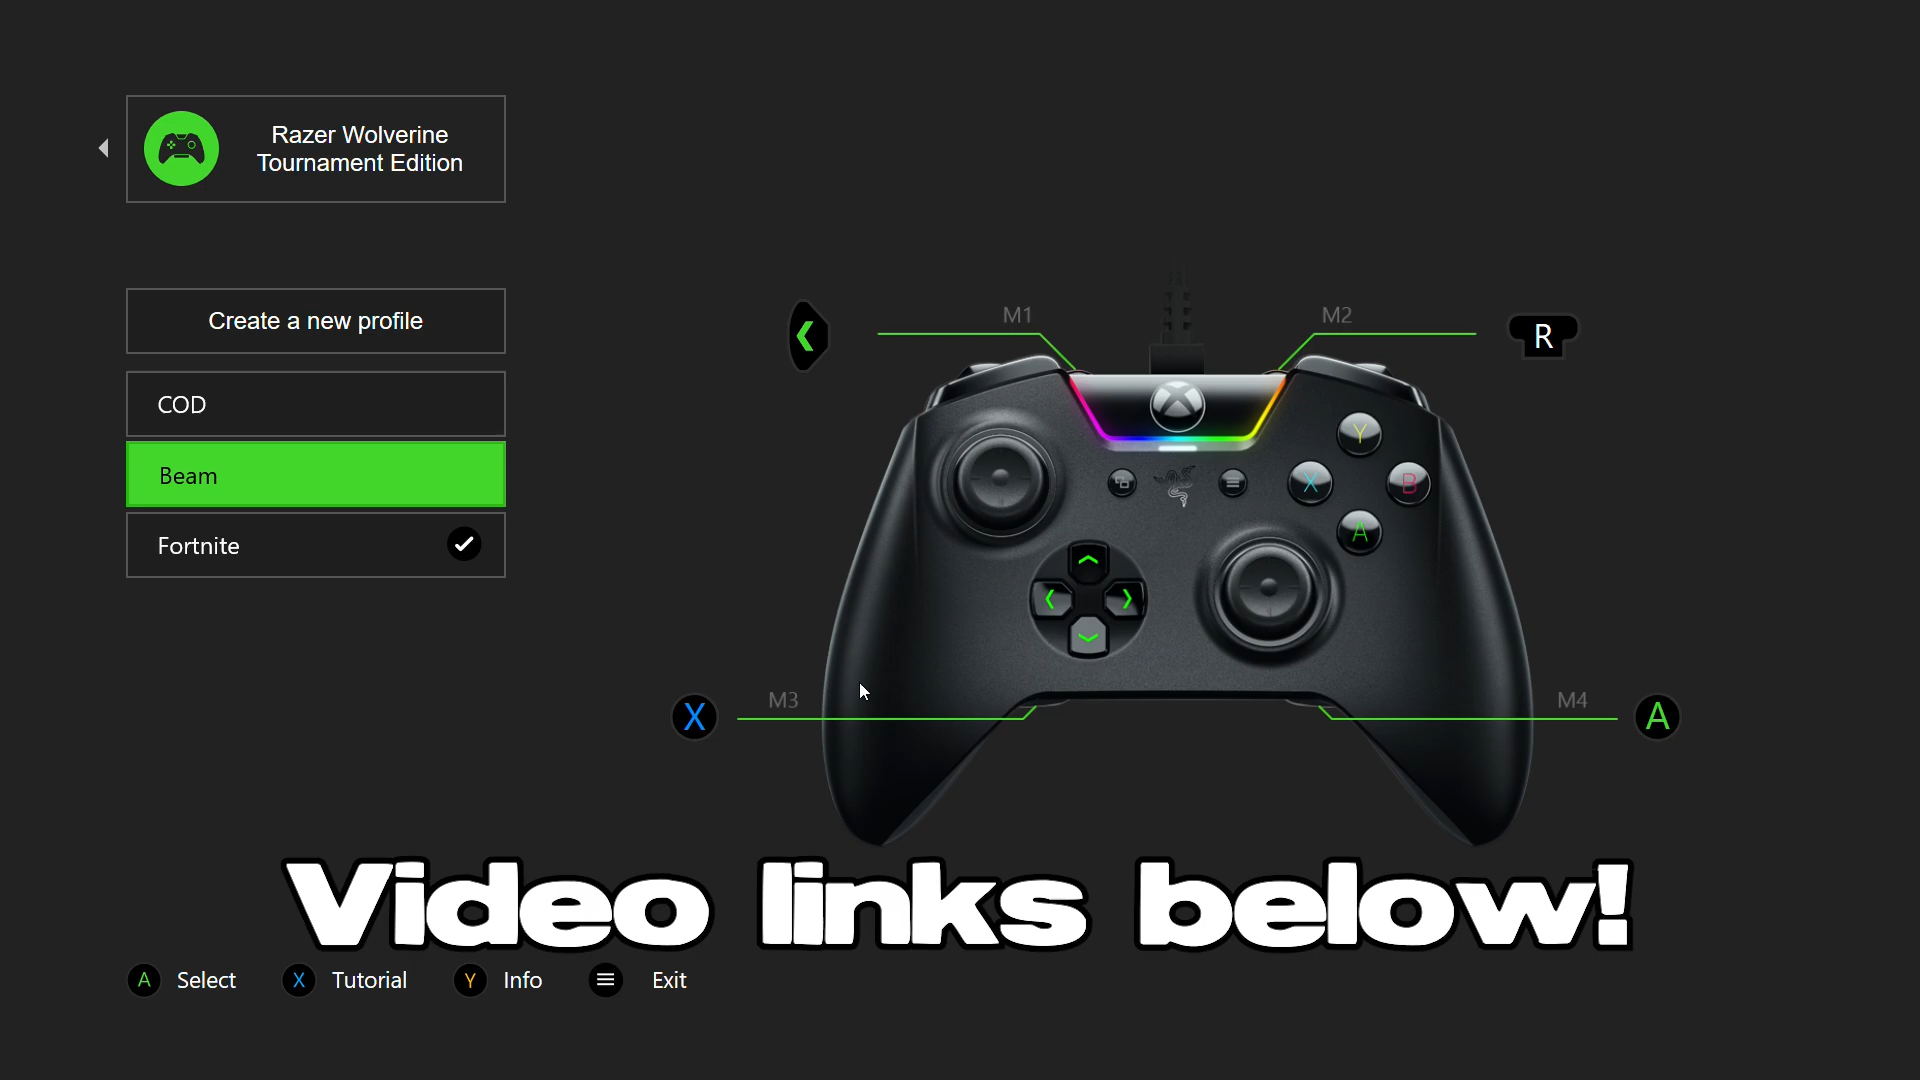 Razer Wolverine
Tournament Edition
Create a new profile
COD
Beam
Fortnite
M1
M2
R
Y
X
B
A
X
M3
M4
A
Video links below!
A Select
X Tutorial
Y Info
Exit